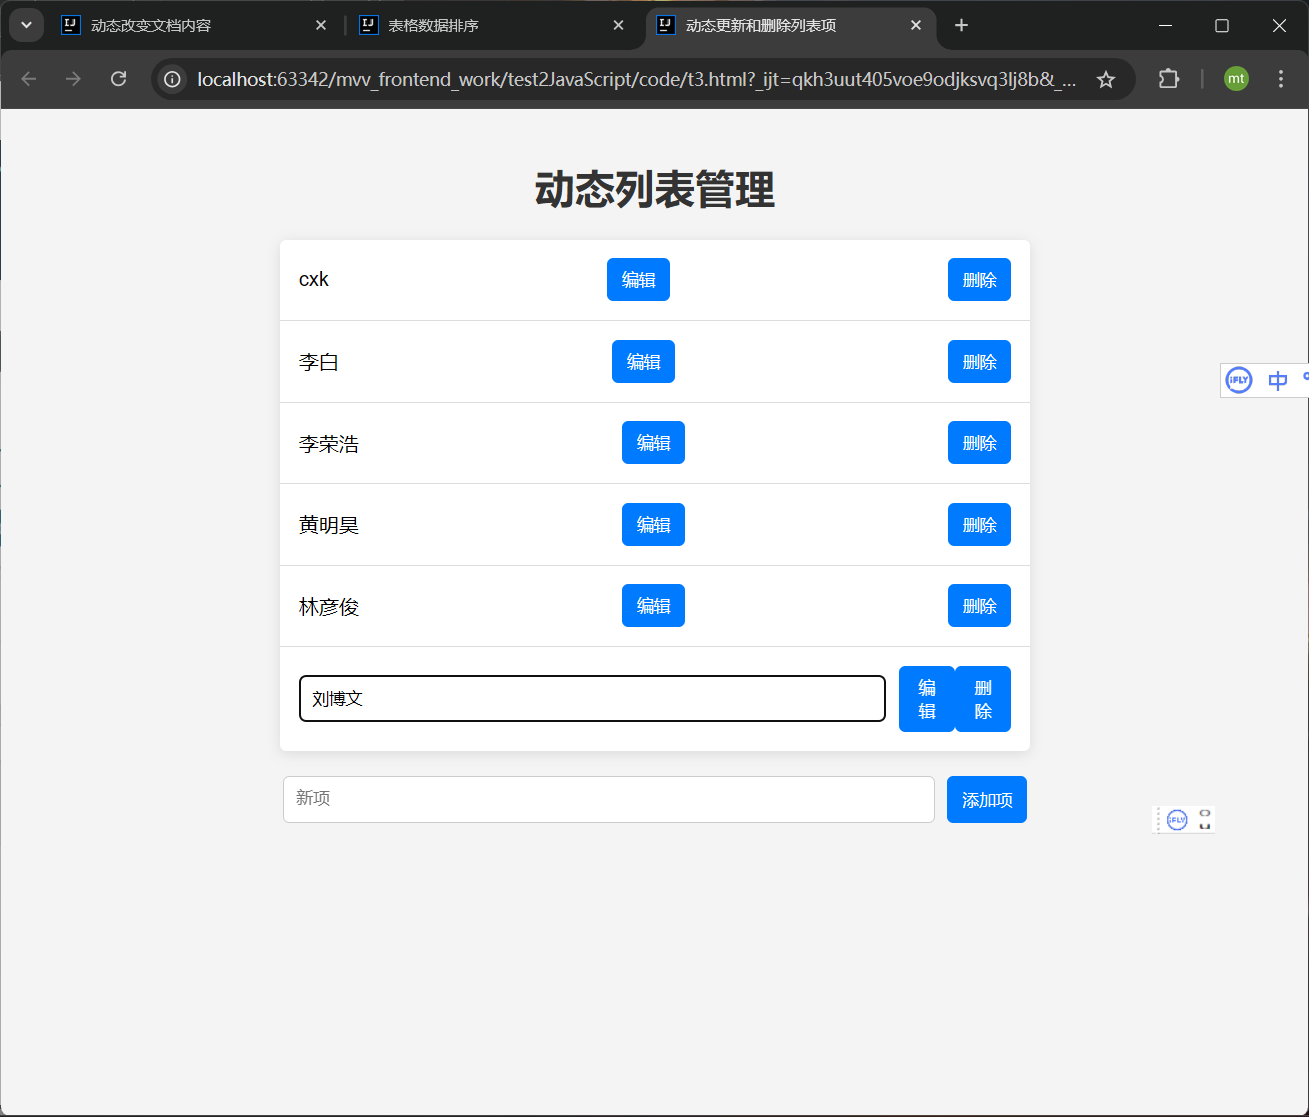 动态改变文档内容
表格数据排序
动态更新和删除列表项
localhost:63342/mvv_frontend_work/test2JavaScript/code/t3.html?_ijt=qkh3uut405voe9odjksvq3lj8b&_...
mt
动态列表管理
cxk 编辑 删除
李白 编辑 删除
iFLY 中
李荣浩 编辑 删除
黄明昊 编辑 删除
林彦俊 编辑 删除
刘博文 编辑 删除
新项 添加项
iFLY